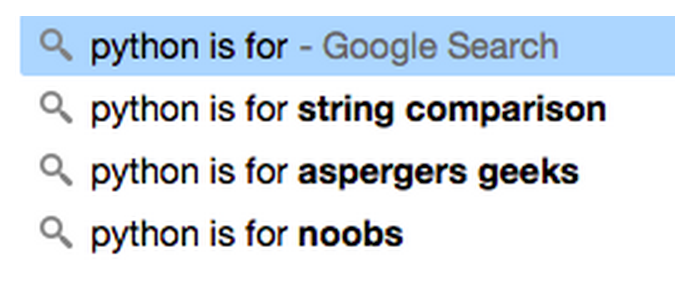 python is for - Google Search
python is for string comparison
python is for aspergers geeks
python is for noobs